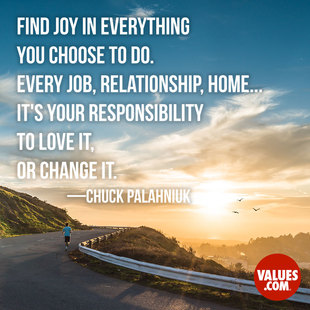 FIND JOY IN EVERYTHING
YOU CHOOSE TO DO.
EVERY JOB, RELATIONSHIP, HOME...
IT'S YOUR RESPONSIBILITY
TO LOVE IT,
OR CHANGE IT.
—CHUCK PALAHNIUK
VALUES
.COM